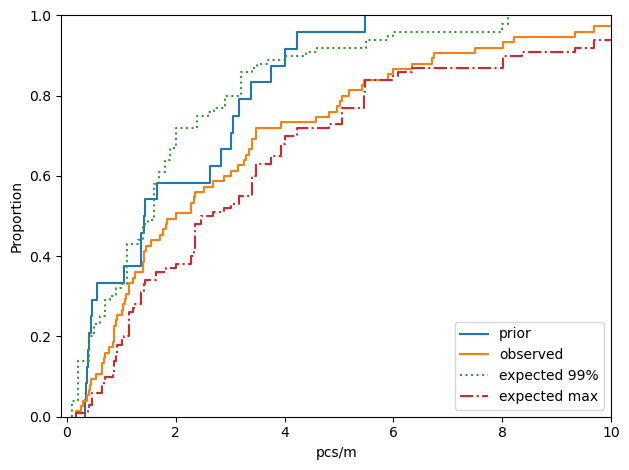 1.0
0.8
0.6
0.4
0.2
0.0
Proportion
0
2
4
6
8
10
pcs/m
prior
observed
expected 99%
expected max